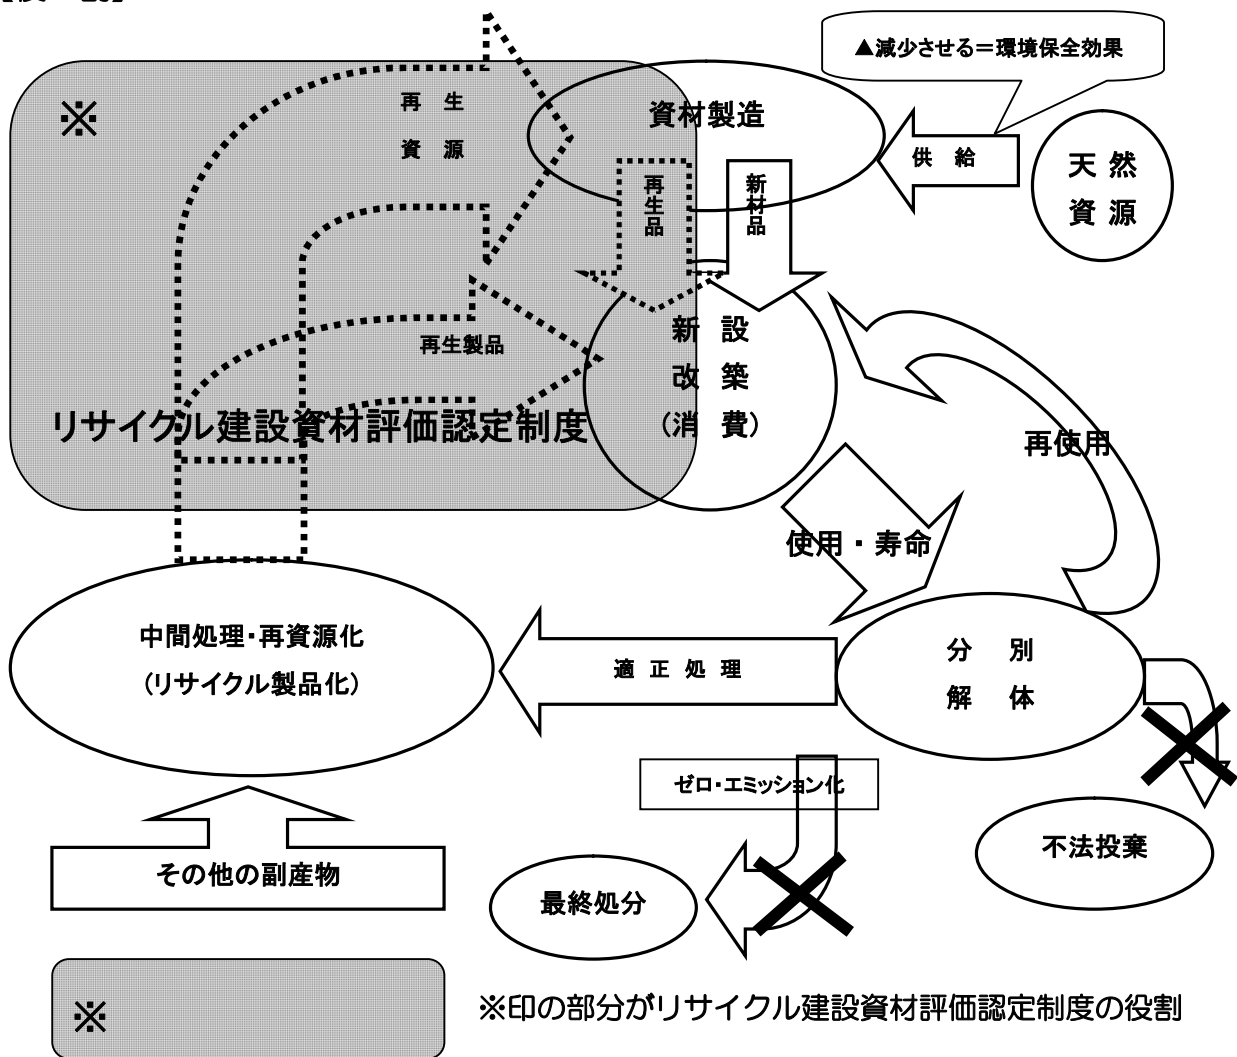 ▲減少させる＝環境保全効果
※
再　生
資　源
資材製造
供　給
天 然
資 源
再生品
新材品
再生製品
新　設
改　築
（消　費）
リサイクル建設資材評価認定制度
再使用
使用・寿命
中間処理・再資源化
（リサイクル製品化）
適 正 処 理
分　別
解　体
ゼロ・エミッション化
不法投棄
その他の副産物
最終処分
※
※印の部分がリサイクル建設資材評価認定制度の役割